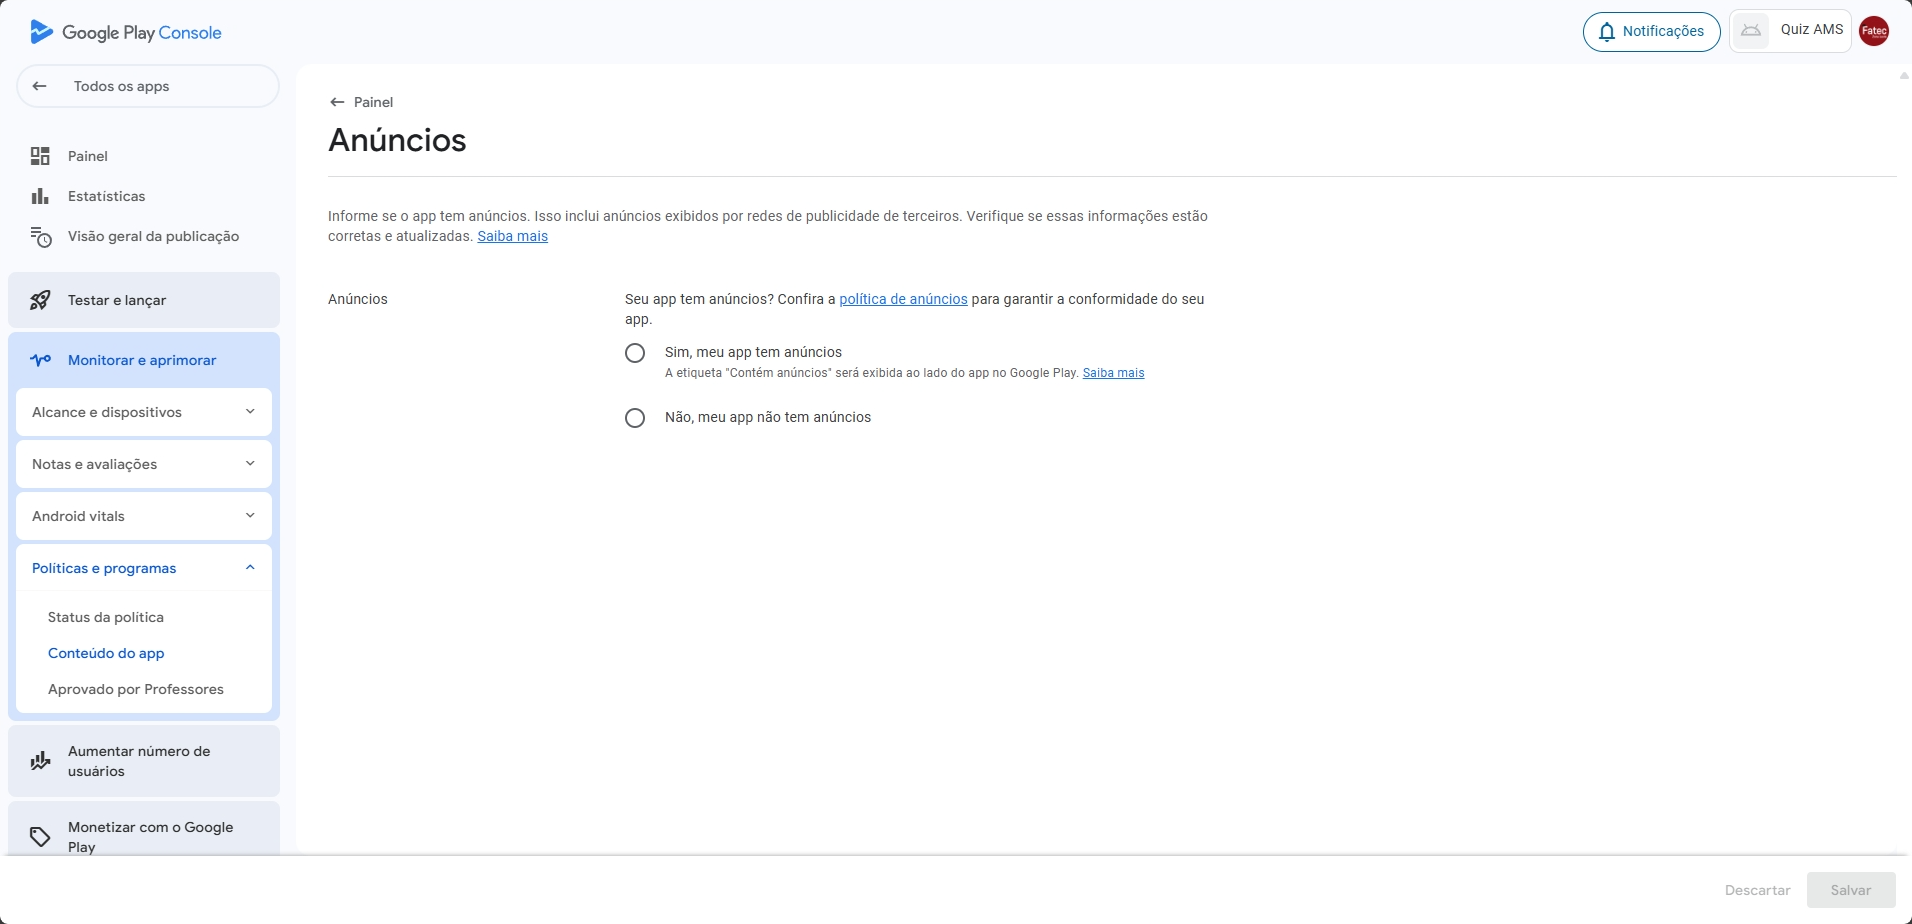 Google Play Console
Notificações
Quiz AMS
Fatec
Todos os apps
Painel
Estatísticas
Visão geral da publicação
Testar e lançar
Monitorar e aprimorar
Alcance e dispositivos
Notas e avaliações
Android vitals
Políticas e programas
Status da política
Conteúdo do app
Aprovado por Professores
Aumentar número de
usuários
Monetizar com o Google
Play
Painel
Anúncios
Informe se o app tem anúncios. Isso inclui anúncios exibidos por redes de publicidade de terceiros. Verifique se essas informações estão
corretas e atualizadas. Saiba mais
Anúncios
Seu app tem anúncios? Confira a política de anúncios para garantir a conformidade do seu
app.
Sim, meu app tem anúncios
A etiqueta "Contém anúncios" será exibida ao lado do app no Google Play. Saiba mais
Não, meu app não tem anúncios
Descartar
Salvar